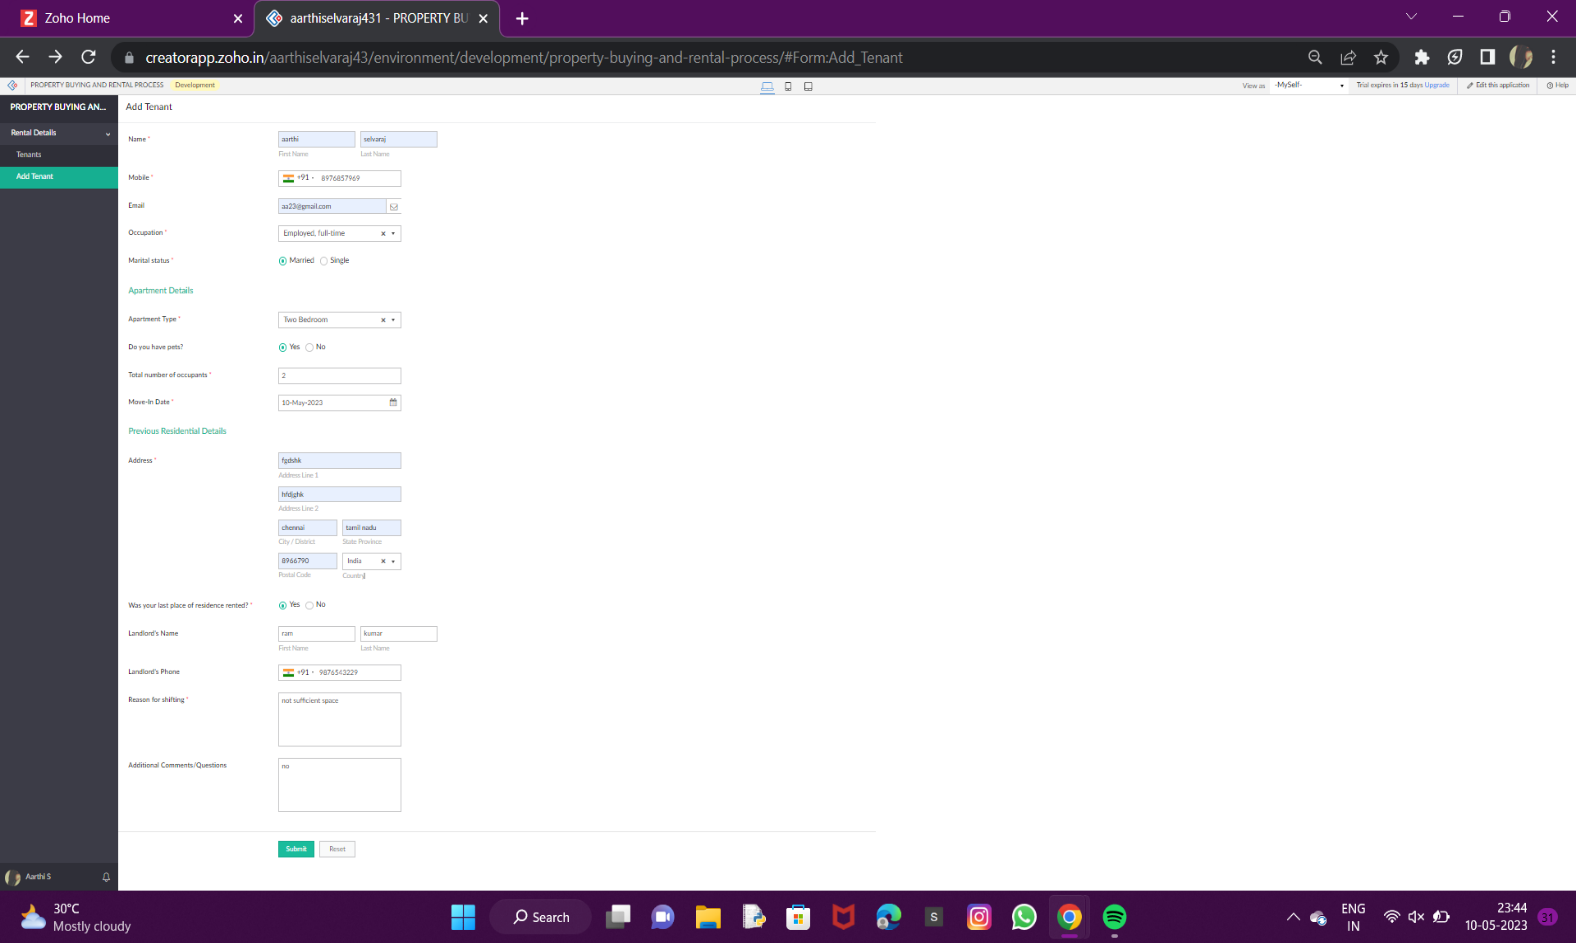 Zoho Home
aarthiselvaraj431 - PROPERTY BU
creatorapp.zoho.in/aarthiselvaraj43/environment/development/property-buying-and-rental-process/#Form:Add_Tenant
PROPERTY BUYING AND RENTAL PROCESS Development View as -MySelf- Trial expires in 15 days Upgrade Edit this application Help
PROPERTY BUYING AN... Add Tenant
Rental Details
Tenants
Add Tenant
Name * aarthi selvaraj
First Name Last Name
Mobile * +91 8976857969
Email aa23@gmail.com
Occupation * Employed, full-time
Marital status * Married Single
Apartment Details
Apartment Type * Two Bedroom
Do you have pets? Yes No
Total number of occupants * 2
Move-In Date * 10-May-2023
Previous Residential Details
Address * fgdshk
Address Line 1
hfdjghk
Address Line 2
chennai tamil nadu
City / District State Province
8966790 India
Postal Code Country
Was your last place of residence rented? * Yes No
Landlord's Name ram kumar
First Name Last Name
Landlord's Phone +91 9876543229
Reason for shifting * not sufficient space
Additional Comments/Questions no
Submit Reset
Aarthi S
30°C
Mostly cloudy
Search
S
ENG
IN
23:44
10-05-2023
31